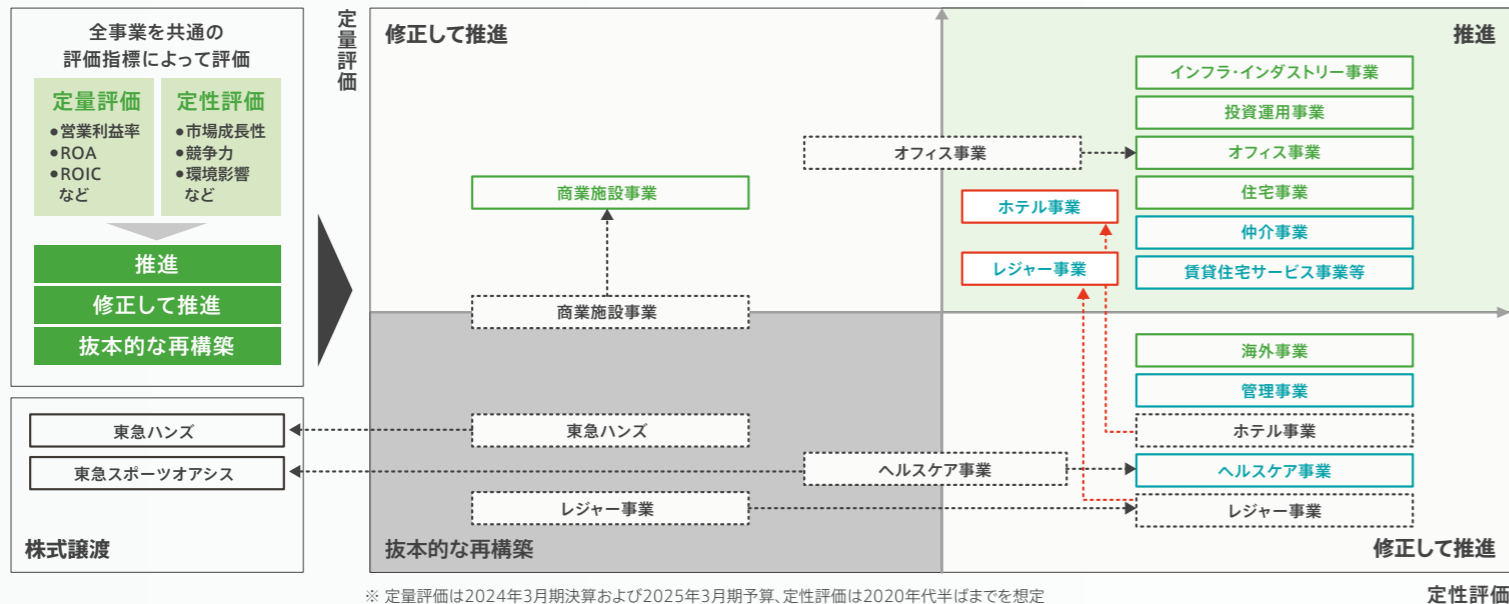 全事業を共通の
評価指標によって評価
定量評価
●営業利益率
●ROA
●ROIC
など
定性評価
●市場成長性
●競争力
●環境影響
など
推進
修正して推進
抜本的な再構築
東急ハンズ
東急スポーツオアシス
株式譲渡
定量評価
修正して推進
商業施設事業
商業施設事業
推進
インフラ・インダストリー事業
投資運用事業
オフィス事業
オフィス事業
住宅事業
ホテル事業
仲介事業
レジャー事業
賃貸住宅サービス事業等
東急ハンズ
ヘルスケア事業
レジャー事業
抜本的な再構築
海外事業
管理事業
ホテル事業
ヘルスケア事業
レジャー事業
修正して推進
定性評価
※ 定量評価は2024年3月期決算および2025年3月期予算、定性評価は2020年代半ばまでを想定